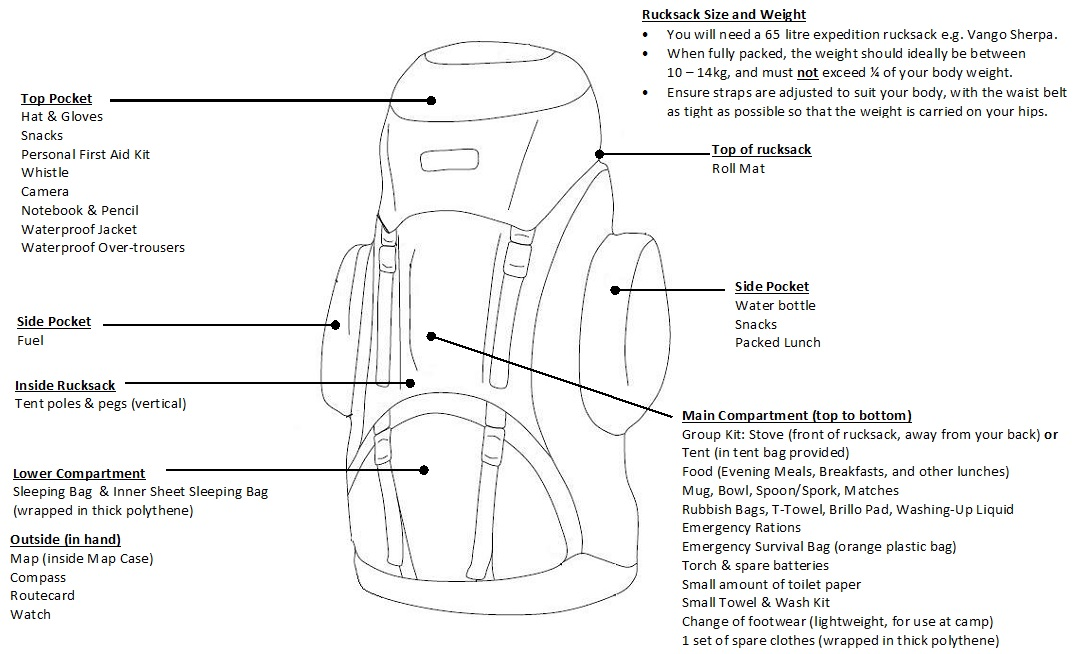 Rucksack Size and Weight
• You will need a 65 litre expedition rucksack e.g. Vango Sherpa.
• When fully packed, the weight should ideally be between
10 – 14kg, and must not exceed ¼ of your body weight.
• Ensure straps are adjusted to suit your body, with the waist belt
as tight as possible so that the weight is carried on your hips.
Top Pocket
Hat & Gloves
Snacks
Personal First Aid Kit
Whistle
Camera
Notebook & Pencil
Waterproof Jacket
Waterproof Over-trousers
Top of rucksack
Roll Mat
Side Pocket
Water bottle
Snacks
Packed Lunch
Side Pocket
Fuel
Inside Rucksack
Tent poles & pegs (vertical)
Main Compartment (top to bottom)
Group Kit: Stove (front of rucksack, away from your back) or
Tent (in tent bag provided)
Food (Evening Meals, Breakfasts, and other lunches)
Mug, Bowl, Spoon/Spork, Matches
Rubbish Bags, T-Towel, Brillo Pad, Washing-Up Liquid
Emergency Rations
Emergency Survival Bag (orange plastic bag)
Torch & spare batteries
Small amount of toilet paper
Small Towel & Wash Kit
Change of footwear (lightweight, for use at camp)
1 set of spare clothes (wrapped in thick polythene)
Lower Compartment
Sleeping Bag & Inner Sheet Sleeping Bag
(wrapped in thick polythene)
Outside (in hand)
Map (inside Map Case)
Compass
Routecard
Watch